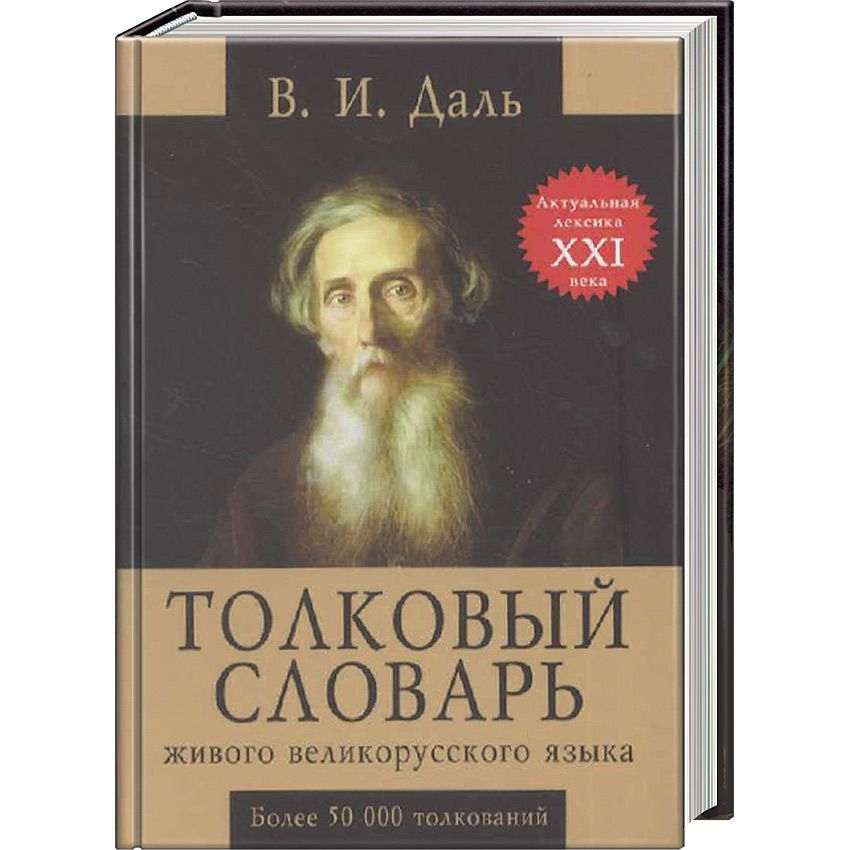 В. И. Даль
Актуальная
лексика
XXI
века
ТОЛКОВЫЙ
СЛОВАРЬ
живого великорусского языка
Более 50 000 толкований